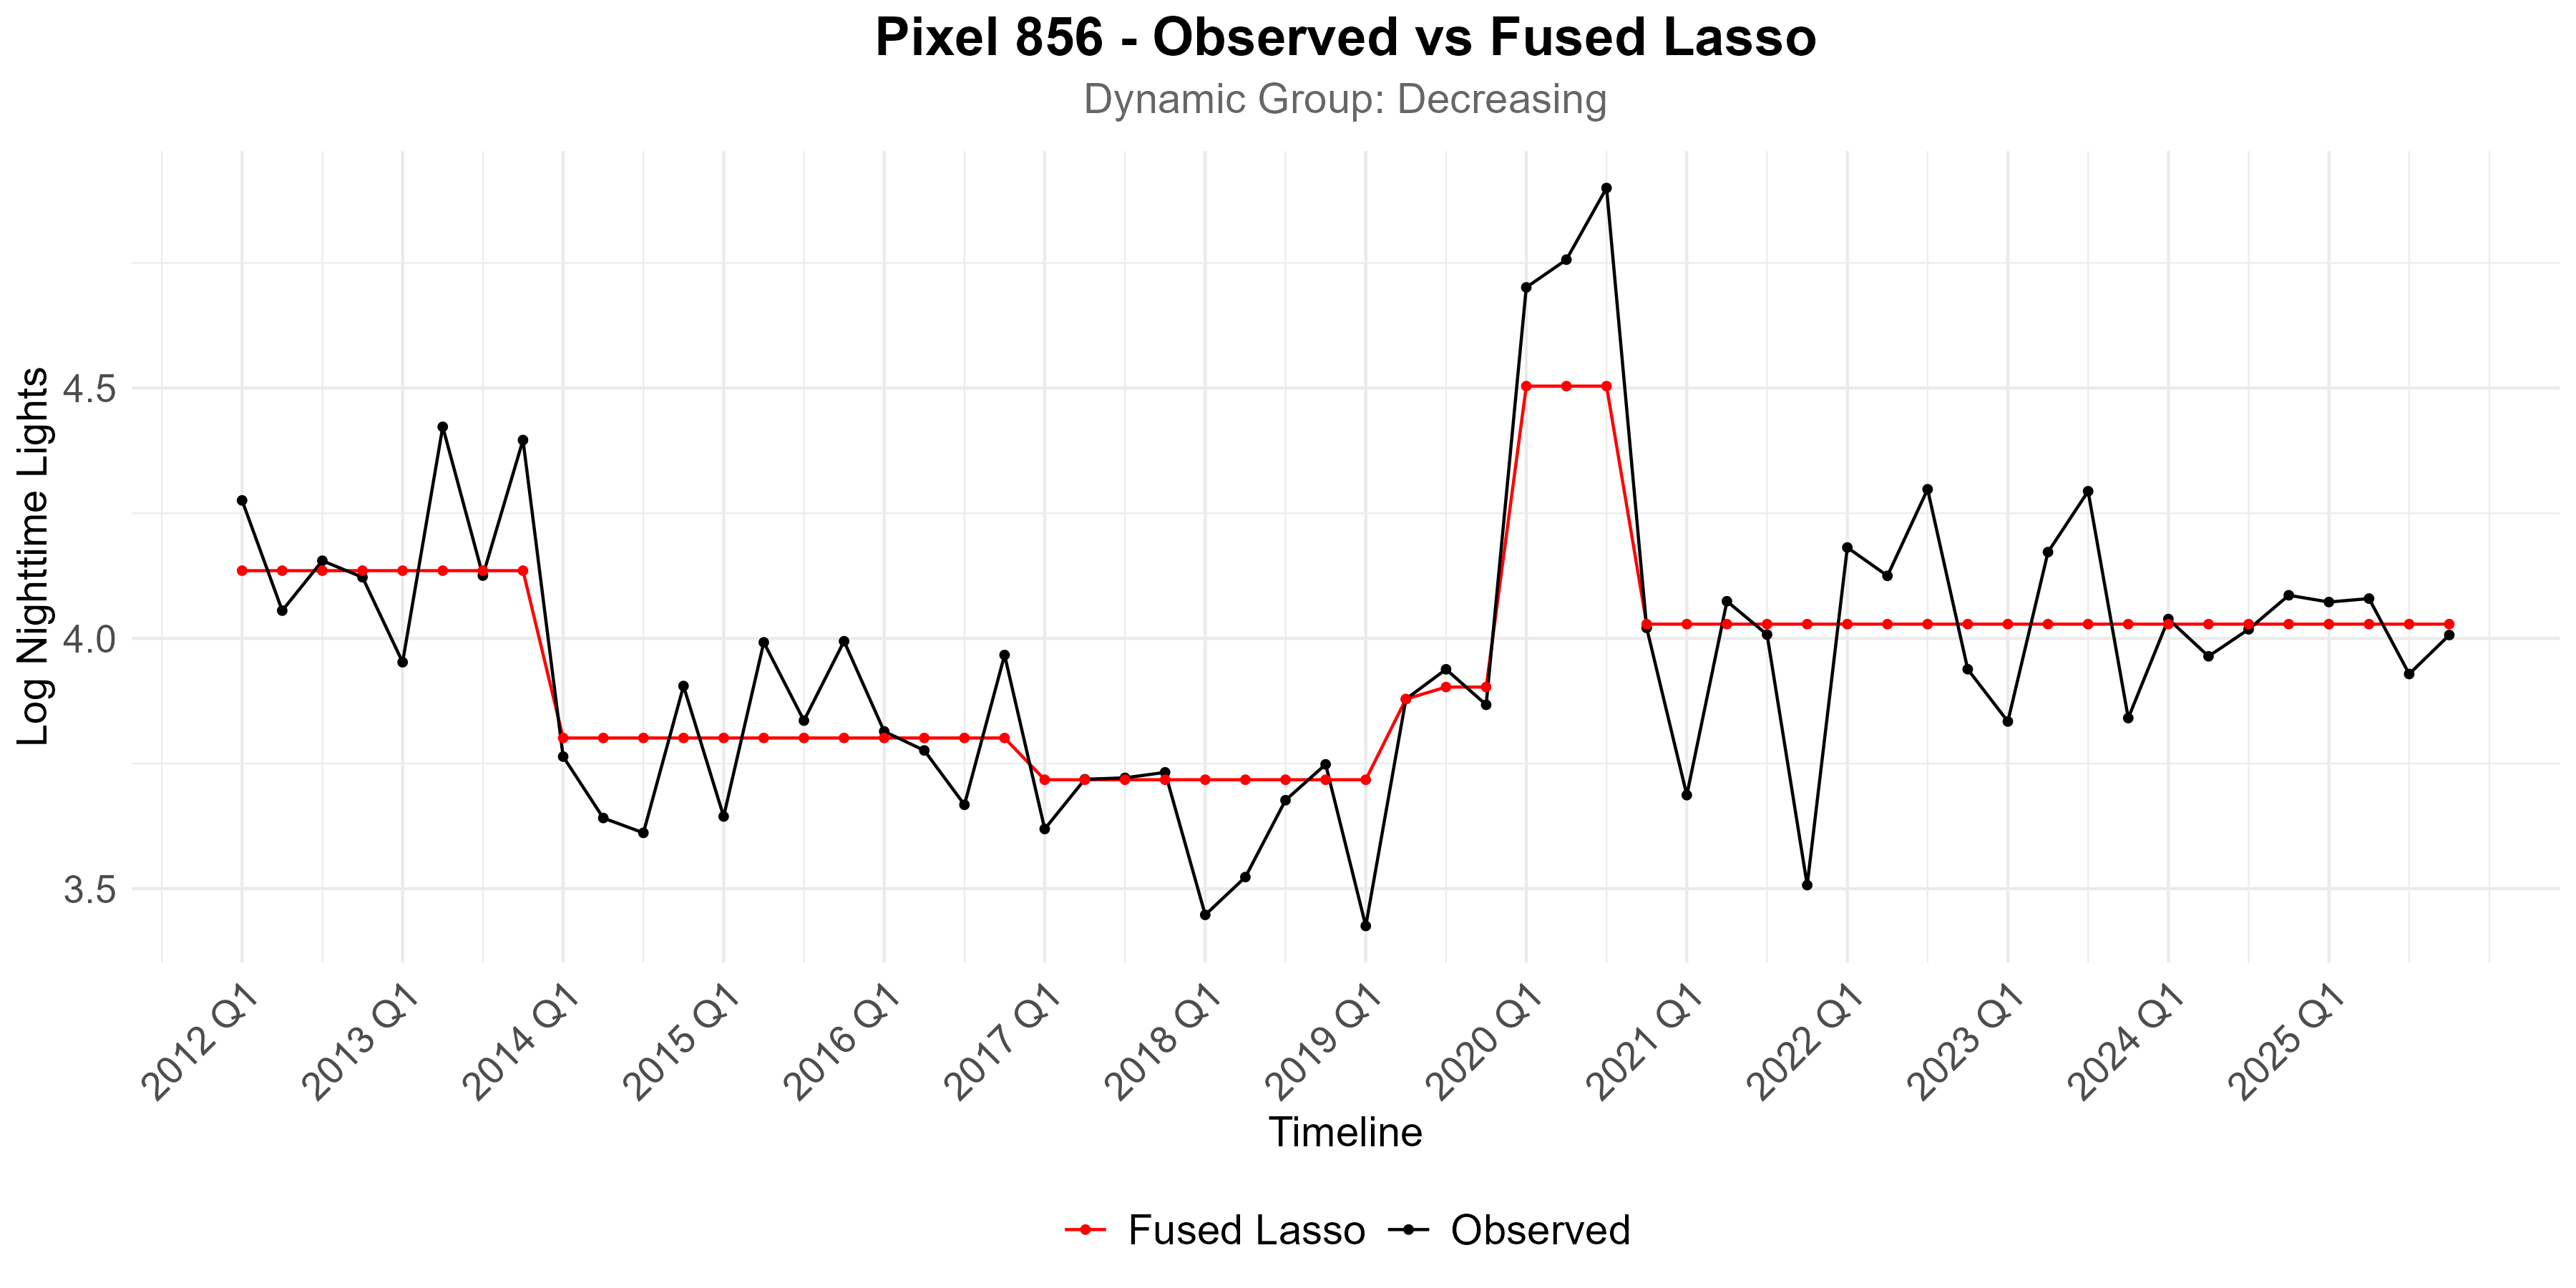 Pixel 856 - Observed vs Fused Lasso
Dynamic Group: Decreasing
Log Nighttime Lights
4.5
4.0
3.5
2012 Q1
2013 Q1
2014 Q1
2015 Q1
2016 Q1
2017 Q1
2018 Q1
2019 Q1
2020 Q1
2021 Q1
2022 Q1
2023 Q1
2024 Q1
2025 Q1
Timeline
Fused Lasso
Observed